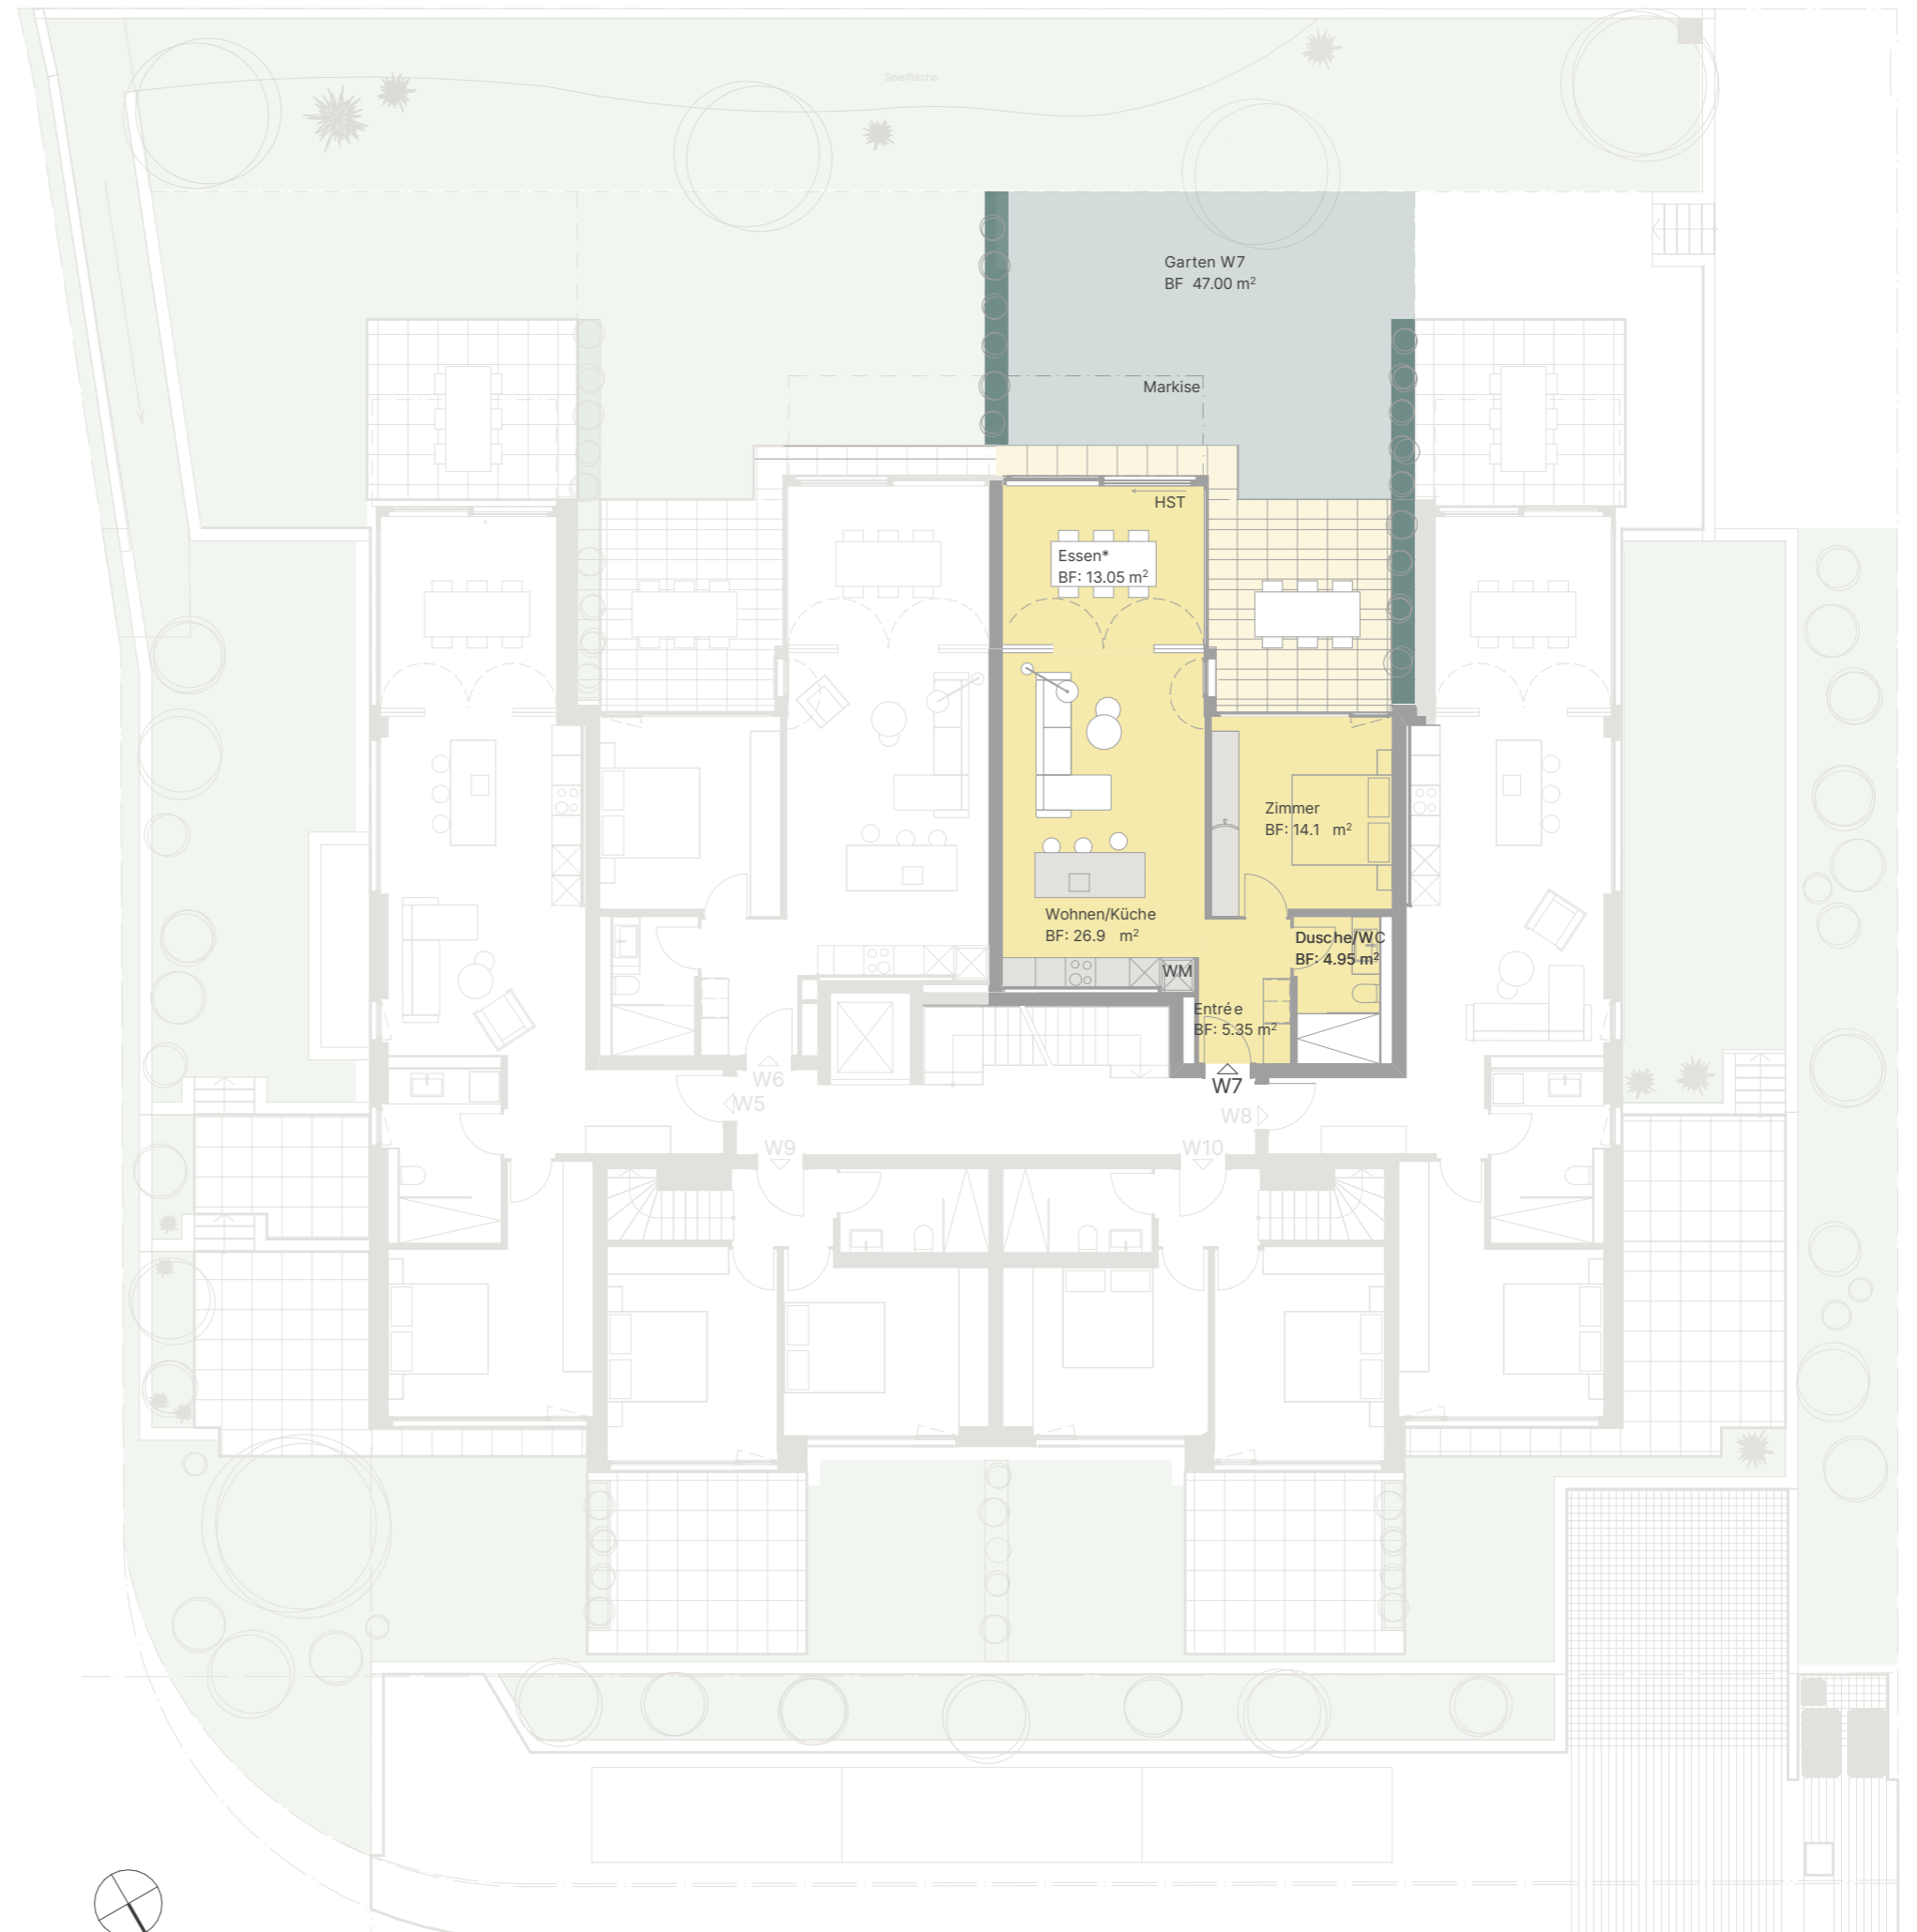 Spielfläche
Garten W7
BF 47.00 m²
Markise
HST
Essen*
BF: 13.05 m²
Zimmer
BF: 14.1 m²
Wohnen/Küche
BF: 26.9 m²
Dusche/WC
BF: 4.95 m²
WM
Entrée
BF: 5.35 m²
W6
W7
W5
W8
W9
W10